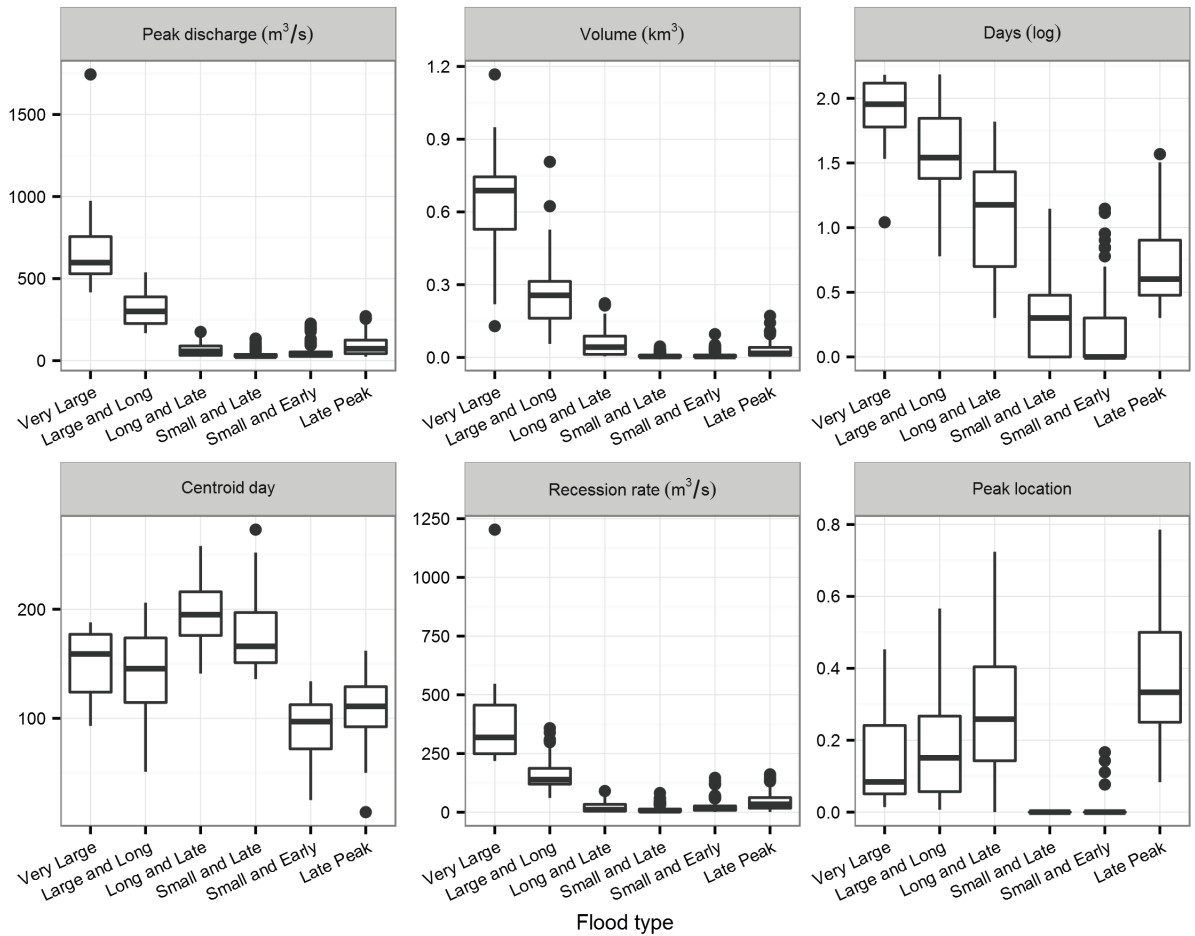 Peak discharge (m³/s)
Volume (km³)
Days (log)
1500
1000
500
0
1.2
0.9
0.6
0.3
0.0
2.0
1.5
1.0
0.5
0.0
Very Large
Large and Long
Long and Late
Small and Late
Small and Early
Late Peak
Very Large
Large and Long
Long and Late
Small and Late
Small and Early
Late Peak
Very Large
Large and Long
Long and Late
Small and Late
Small and Early
Late Peak
Centroid day
Recession rate (m³/s)
Peak location
200
100
1250
1000
750
500
250
0
0.8
0.6
0.4
0.2
0.0
Very Large
Large and Long
Long and Late
Small and Late
Small and Early
Late Peak
Very Large
Large and Long
Long and Late
Small and Late
Small and Early
Late Peak
Very Large
Large and Long
Long and Late
Small and Late
Small and Early
Late Peak
Flood type